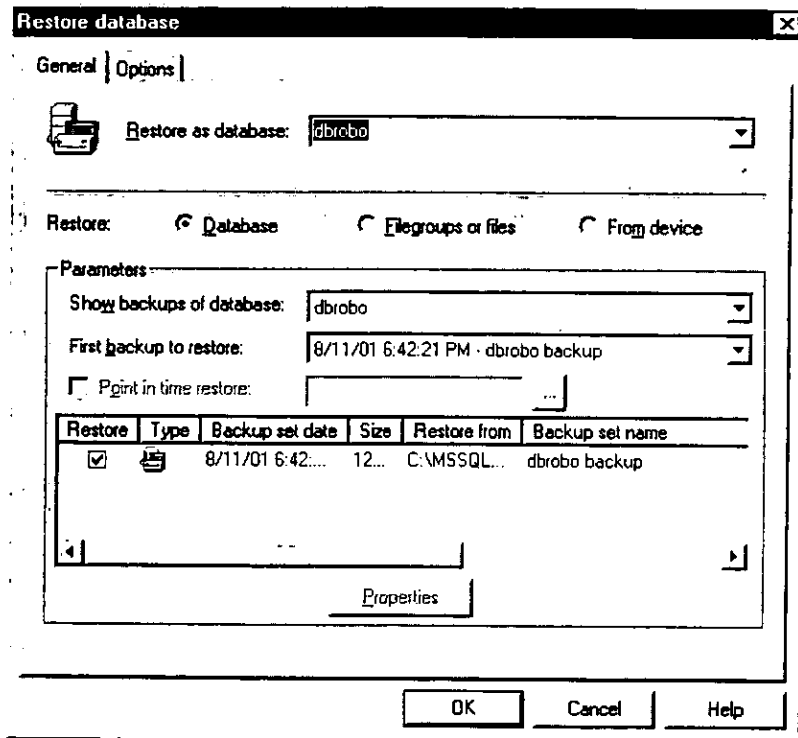 Restore database
General Options
Restore as database: dbrobo
Restore: Database Filegroups or files From device
Parameters
Show backups of database: dbrobo
First backup to restore: 8/11/01 6:42:21 PM - dbrobo backup
Point in time restore: ...
Restore Type Backup set date Size Restore from Backup set name
8/11/01 6:42:... 12... C:\MSSQL... dbrobo backup
Properties
OK Cancel Help